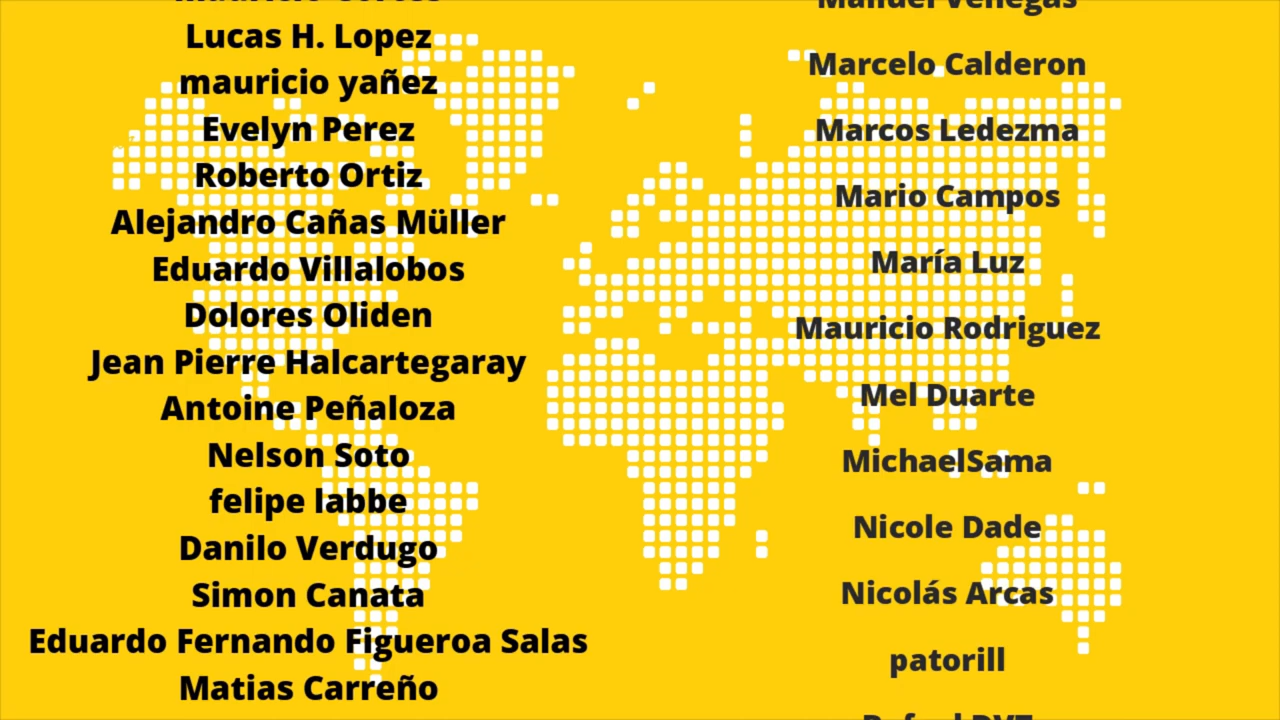 Lucas H. Lopez
mauricio yañez
Evelyn Perez
Roberto Ortiz
Alejandro Cañas Müller
Eduardo Villalobos
Dolores Oliden
Jean Pierre Halcartegaray
Antoine Peñaloza
Nelson Soto
felipe labbe
Danilo Verdugo
Simon Canata
Eduardo Fernando Figueroa Salas
Matias Carreño
Manuel Venegas
Marcelo Calderon
Marcos Ledezma
Mario Campos
María Luz
Mauricio Rodriguez
Mel Duarte
MichaelSama
Nicole Dade
Nicolás Arcas
patorill